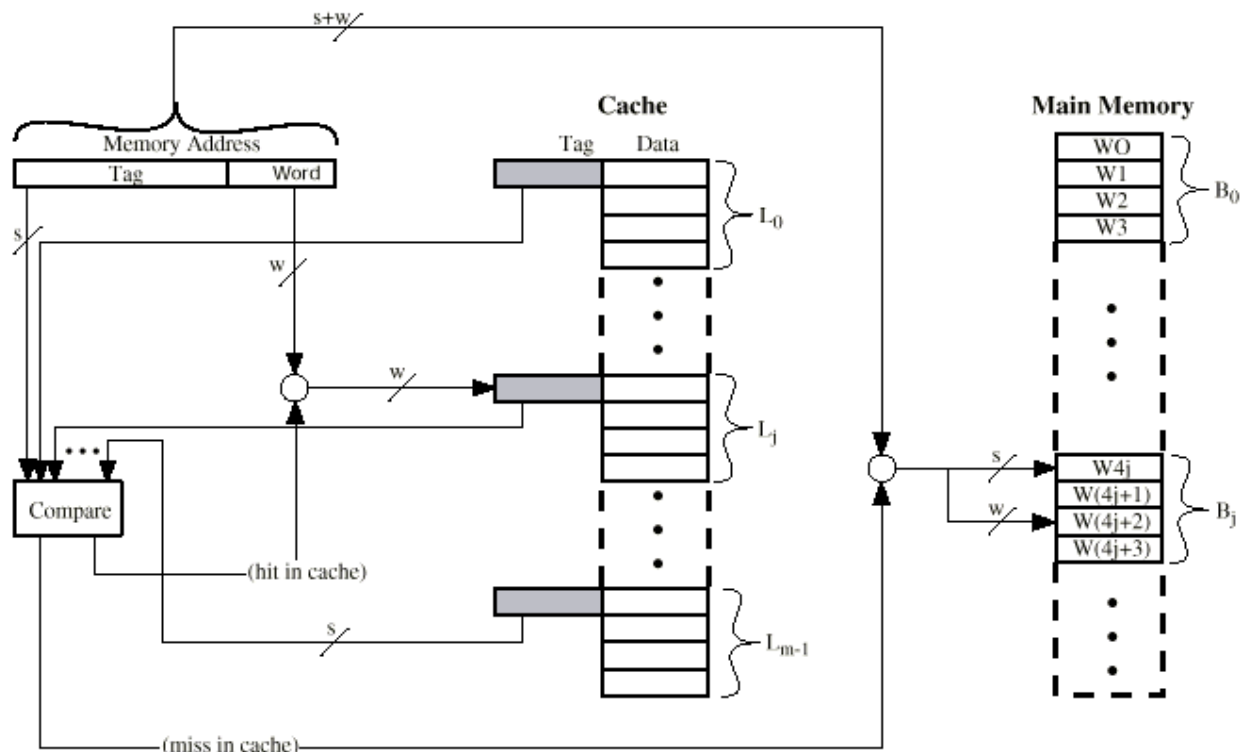 s+w
Cache
Main Memory
Memory Address
Tag Data
Tag Word
WO
W1
W2
W3
B0
L0
s
w
w
Lj
Compare
(hit in cache)
s
w
W4j
W(4j+1)
W(4j+2)
W(4j+3)
Bj
s
Lm-1
(miss in cache)